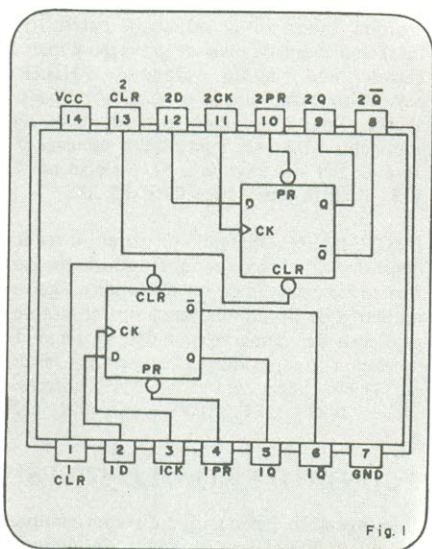 2 2CK 2PR 2Q 2Q̅
VCC CLR 2D
14 13 12 11 10 9 8
PR
D Q
CK
Q̅
CLR
CLR
Q̅
CK
D Q
PR
1 2 3 4 5 6 7
1 1D 1CK 1PR 1Q 1Q̅ GND
CLR
Fig. 1